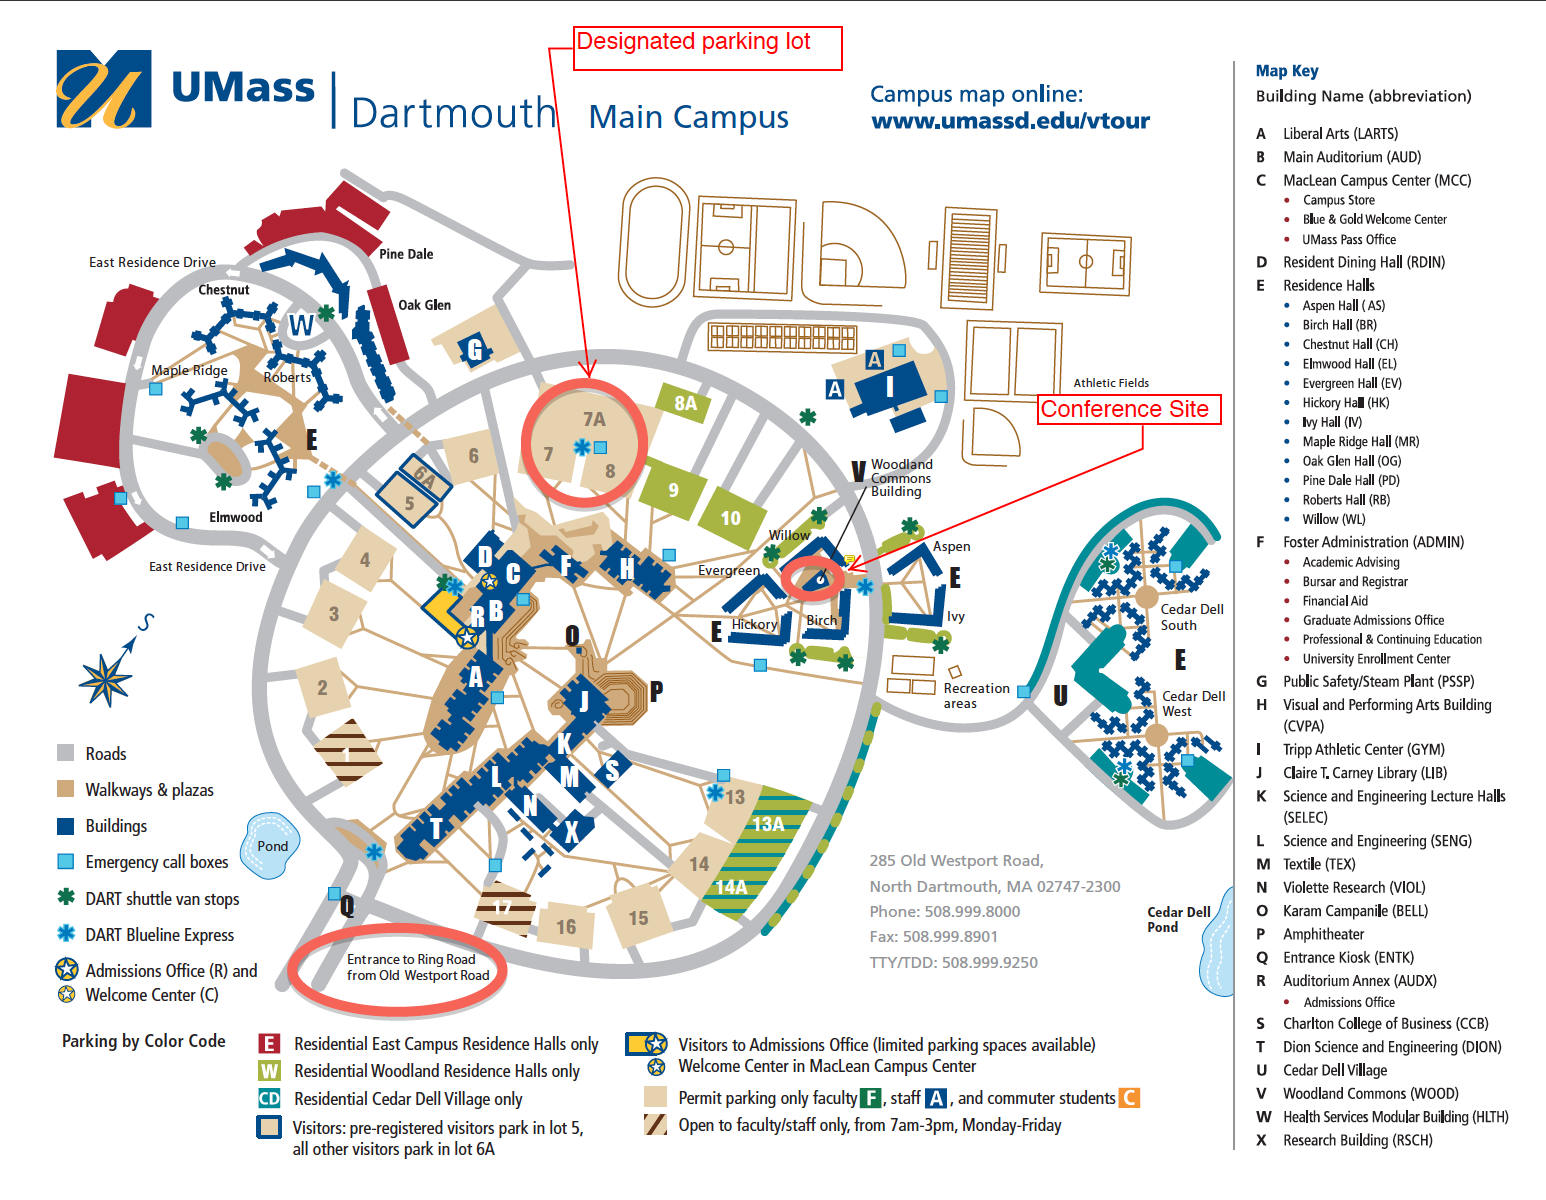 Designated parking lot
UMass
Dartmouth
Main Campus
Campus map online:
www.umassd.edu/vtour
Pine Dale
East Residence Drive
Chestnut
Oak Glen
W
G
Maple Ridge
Roberts
E
Elmwood
East Residence Drive
6
6A
5
7A
7
8
8A
9
10
A
A
I
Athletic Fields
Conference Site
V
Woodland
Commons
Building
Willow
Aspen
Evergreen
E
Ivy
Hickory
Birch
E
Recreation
areas
4
3
2
1
D
C
F
H
R
B
A
O
P
J
K
L
M
S
N
X
T
13
13A
14
14A
15
16
17
Q
Pond
S
Cedar Dell
South
E
U
Cedar Dell
West
Cedar Dell
Pond
Roads
Walkways & plazas
Buildings
Emergency call boxes
DART shuttle van stops
DART Blueline Express
Admissions Office (R) and
Welcome Center (C)
Entrance to Ring Road
from Old Westport Road
285 Old Westport Road,
North Dartmouth, MA 02747-2300
Phone: 508.999.8000
Fax: 508.999.8901
TTY/TDD: 508.999.9250
Parking by Color Code
E Residential East Campus Residence Halls only
W Residential Woodland Residence Halls only
CD Residential Cedar Dell Village only
Visitors: pre-registered visitors park in lot 5,
all other visitors park in lot 6A
Visitors to Admissions Office (limited parking spaces available)
Welcome Center in MacLean Campus Center
Permit parking only faculty F, staff A, and commuter students C
Open to faculty/staff only, from 7am-3pm, Monday-Friday
Map Key
Building Name (abbreviation)
A Liberal Arts (LARTS)
B Main Auditorium (AUD)
C MacLean Campus Center (MCC)
• Campus Store
• Blue & Gold Welcome Center
• UMass Pass Office
D Resident Dining Hall (RDIN)
E Residence Halls
• Aspen Hall ( AS)
• Birch Hall (BR)
• Chestnut Hall (CH)
• Elmwood Hall (EL)
• Evergreen Hall (EV)
• Hickory Hall (HK)
• Ivy Hall (IV)
• Maple Ridge Hall (MR)
• Oak Glen Hall (OG)
• Pine Dale Hall (PD)
• Roberts Hall (RB)
• Willow (WL)
F Foster Administration (ADMIN)
• Academic Advising
• Bursar and Registrar
• Financial Aid
• Graduate Admissions Office
• Professional & Continuing Education
• University Enrollment Center
G Public Safety/Steam Plant (PSSP)
H Visual and Performing Arts Building
(CVPA)
I Tripp Athletic Center (GYM)
J Claire T. Carney Library (LIB)
K Science and Engineering Lecture Halls
(SELEC)
L Science and Engineering (SENG)
M Textile (TEX)
N Violette Research (VIOL)
O Karam Campanile (BELL)
P Amphitheater
Q Entrance Kiosk (ENTK)
R Auditorium Annex (AUDX)
• Admissions Office
S Charlton College of Business (CCB)
T Dion Science and Engineering (DION)
U Cedar Dell Village
V Woodland Commons (WOOD)
W Health Services Modular Building (HLTH)
X Research Building (RSCH)